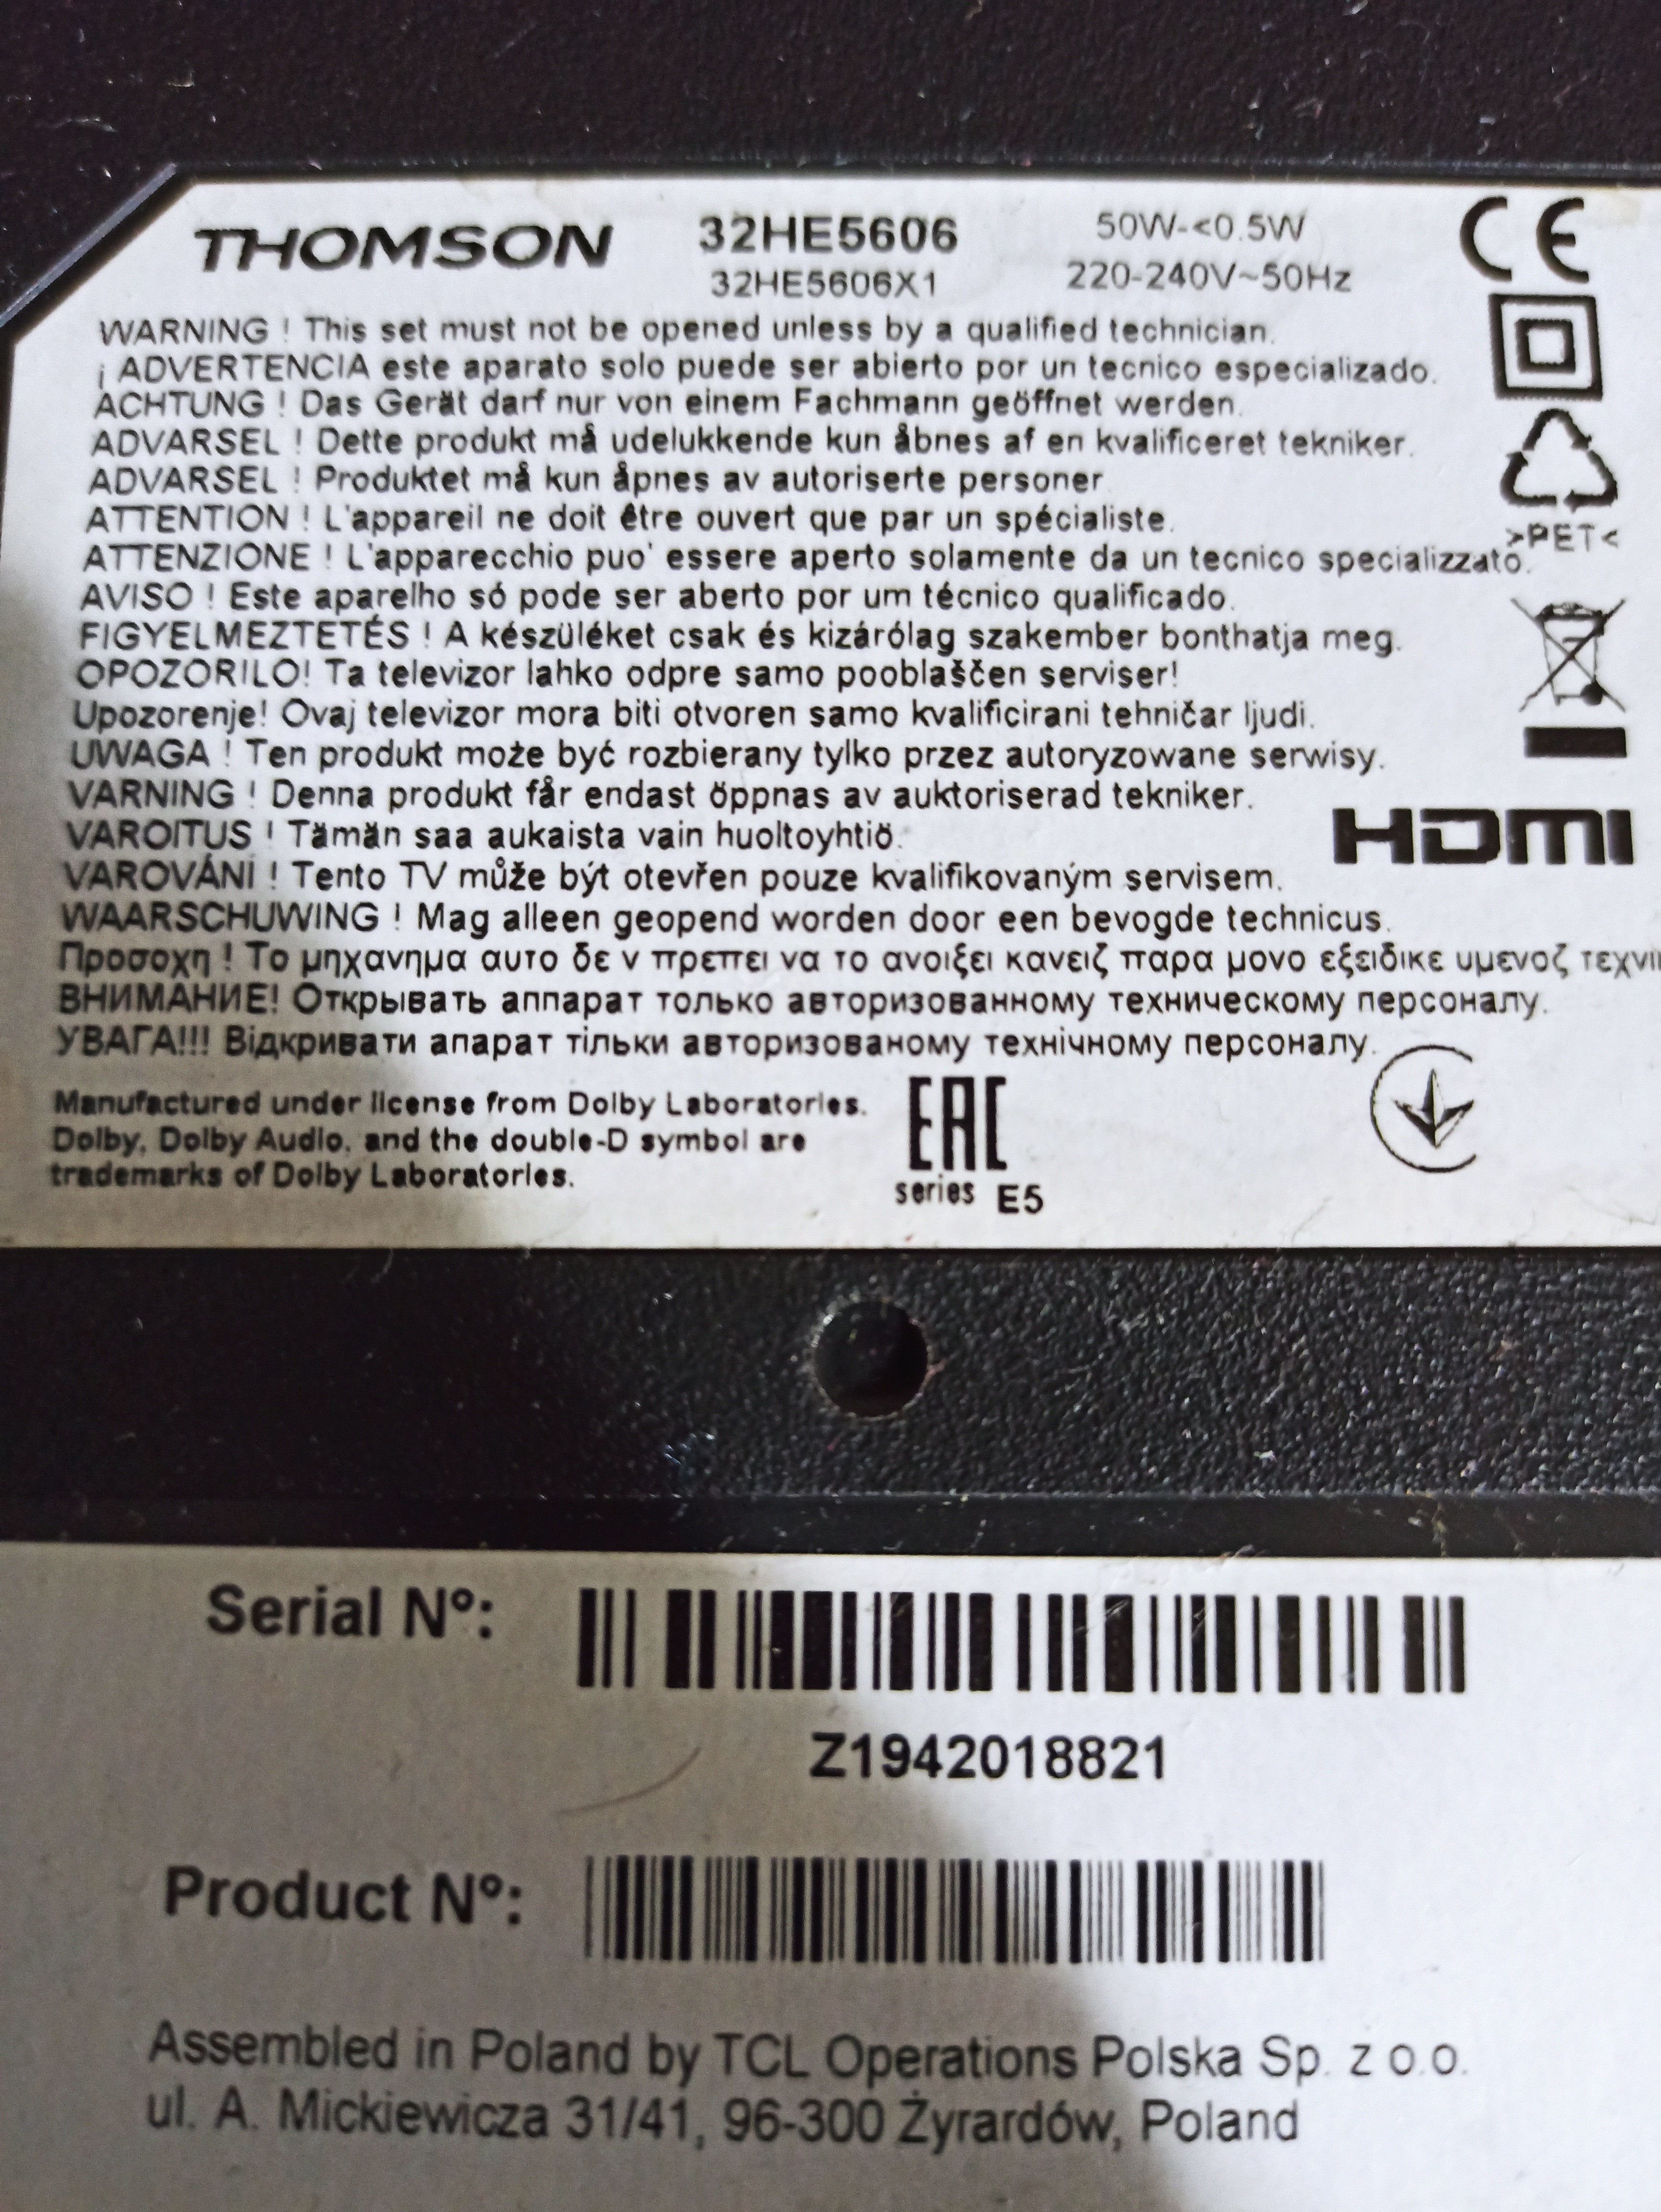 THOMSON 32HE5606 50W-<0.5W CE
32HE5606X1 220-240V~50Hz
WARNING ! This set must not be opened unless by a qualified technician.
¡ ADVERTENCIA este aparato solo puede ser abierto por un tecnico especializado.
ACHTUNG ! Das Gerät darf nur von einem Fachmann geöffnet werden.
ADVARSEL ! Dette produkt må udelukkende kun åbnes af en kvalificeret tekniker.
ADVARSEL ! Produktet må kun åpnes av autoriserte personer
ATTENTION ! L'appareil ne doit être ouvert que par un spécialiste.
>PET<
ATTENZIONE ! L'apparecchio puo' essere aperto solamente da un tecnico specializzato.
AVISO ! Este aparelho só pode ser aberto por um técnico qualificado.
FIGYELMEZTETÉS ! A készüléket csak és kizárólag szakember bonthatja meg.
OPOZORILO! Ta televizor lahko odpre samo pooblaščen serviser!
Upozorenje! Ovaj televizor mora biti otvoren samo kvalificirani tehničar ljudi.
UWAGA ! Ten produkt może być rozbierany tylko przez autoryzowane serwisy.
VARNING ! Denna produkt får endast öppnas av auktoriserad tekniker.
HDMI
VAROITUS ! Tämän saa aukaista vain huoltoyhtiö.
VAROVÁNÍ ! Tento TV může být otevřen pouze kvalifikovaným servisem.
WAARSCHUWING ! Mag alleen geopend worden door een bevogde technicus.
Προσοχη ! Το μηχανημα αυτο δε ν πρεπει να το ανοιξει κανειζ παρα μονο εξειδικε υμενοζ
ВНИМАНИЕ! Открывать аппарат только авторизованному техническому персоналу.
УВАГА!!! Відкривати апарат тільки авторизованому технічному персоналу.
Manufactured under license from Dolby Laboratories.
Dolby, Dolby Audio, and the double-D symbol are
trademarks of Dolby Laboratories.
EAC
series E5
Serial N°:
Z1942018821
Product N°:
Assembled in Poland by TCL Operations Polska Sp. z o.o.
ul. A. Mickiewicza 31/41, 96-300 Żyrardów, Poland